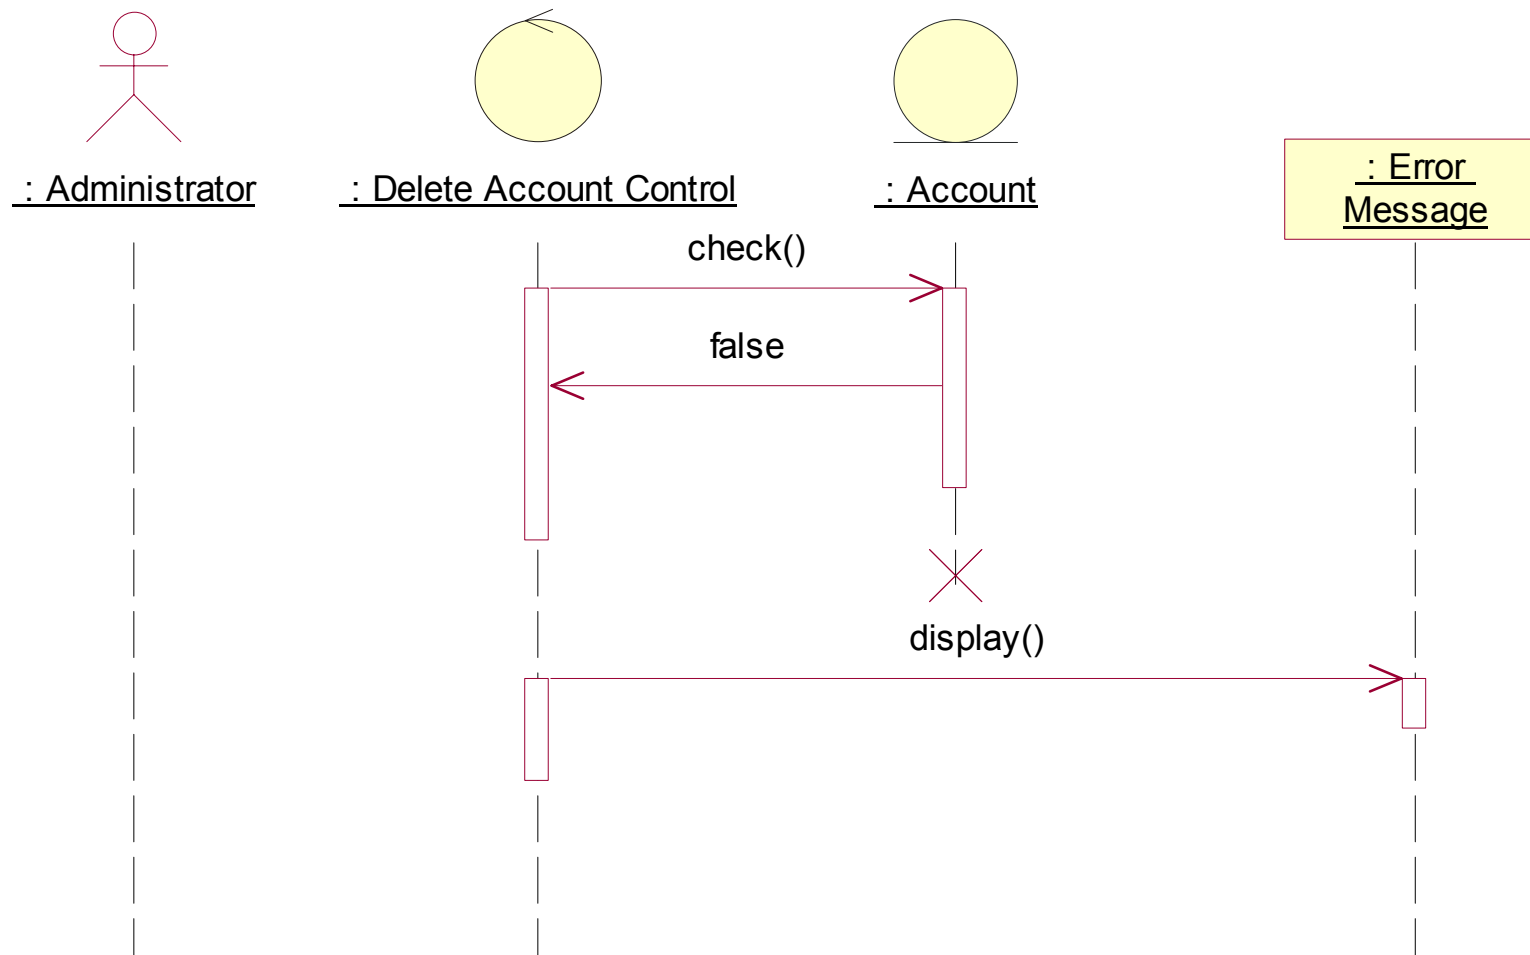 : Administrator
: Delete Account Control
: Account
: Error
Message
check()
false
display()